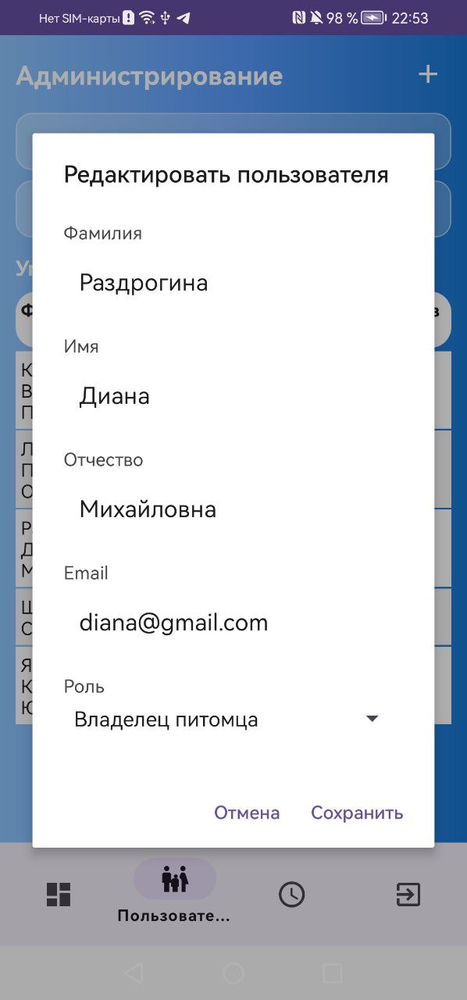 Нет SIM-карты 98 % 22:53
Администрирование
Редактировать пользователя
Фамилия
Раздрогина
Имя
Диана
Отчество
Михайловна
Email
diana@gmail.com
Роль
Владелец питомца
Отмена Сохранить
Пользовате...